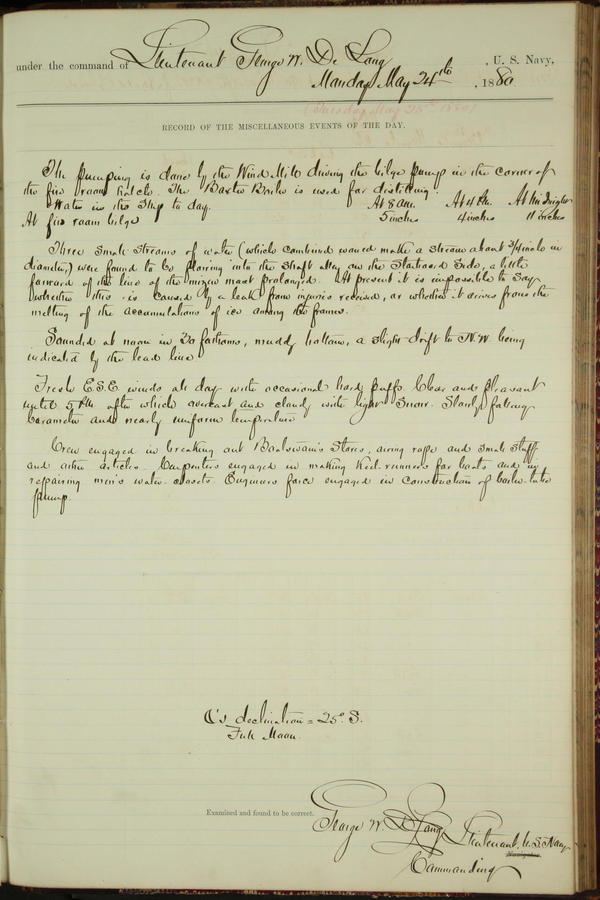 under the command of Lieutenant George W. De Long, U. S. Navy,
Monday May 24th, 1880
(Tuesday May 25th 1880)
RECORD OF THE MISCELLANEOUS EVENTS OF THE DAY.
The pumping is done by the Wind Mill driving the bilge pump in the corner of
the fire room hatch. The Baxter Boiler is used for distilling.
Water in the Ship to day. At 8 am. At 4 PM. At Midnight
At fire room bilge 5 inches 4 inches 11 inches
Three small streams of water (which combined would make a stream about 3/4 inch in
diameter,) were found to be flowing into the shaft alley on the Starboard Side, a little
forward of the line of the mizzen mast prolonged. At present it is impossible to say
whether this is caused by a leak from injuries received, or whether it arises from the
melting of the accumulations of ice among the frames.
Sounded at noon in 30 fathoms, muddy bottom, a slight drift to N.W. being
indicated by the lead line
Fresh E.S.E. winds all day with occasional hard puffs. Clear and pleasant
until 5 PM after which overcast and cloudy with light Snow. Slowly falling
barometer and nearly uniform temperature
Crew engaged in breaking out Boatswain's Stores, airing rope and small stuff
and other articles. Carpenters engaged in making Keel-runners for boats and in
repairing men's water-closets. Engineers force engaged in construction of boiler-tube
pump.
☾'s declination = 25° S.
Full Moon.
Examined and found to be correct.
George W. De Long Lieutenant, U.S. Navy
Navigator.
Commanding